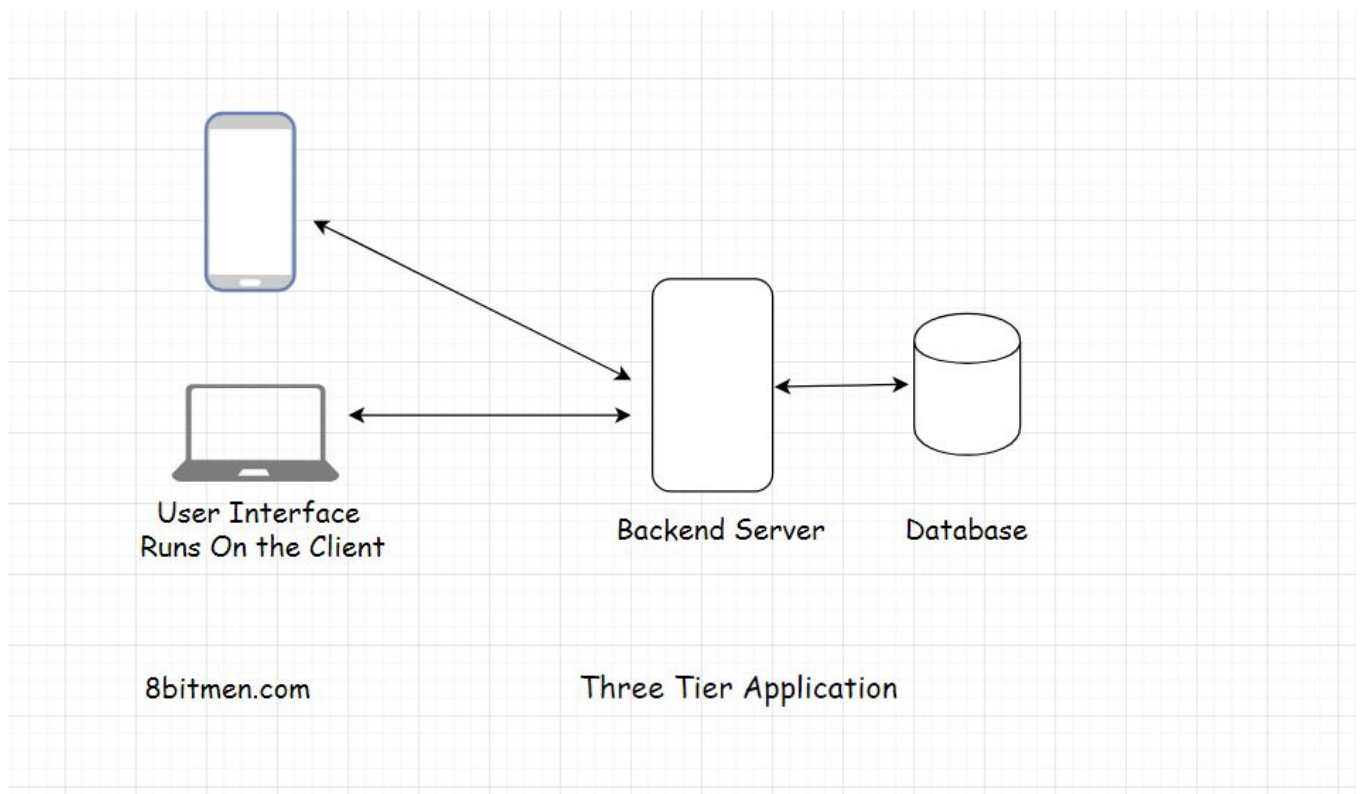 User Interface
Runs On the Client
Backend Server
Database
8bitmen.com
Three Tier Application